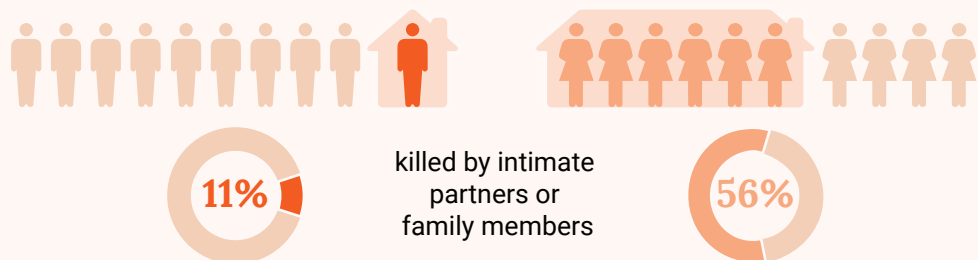 11%
killed by intimate
partners or
family members
56%